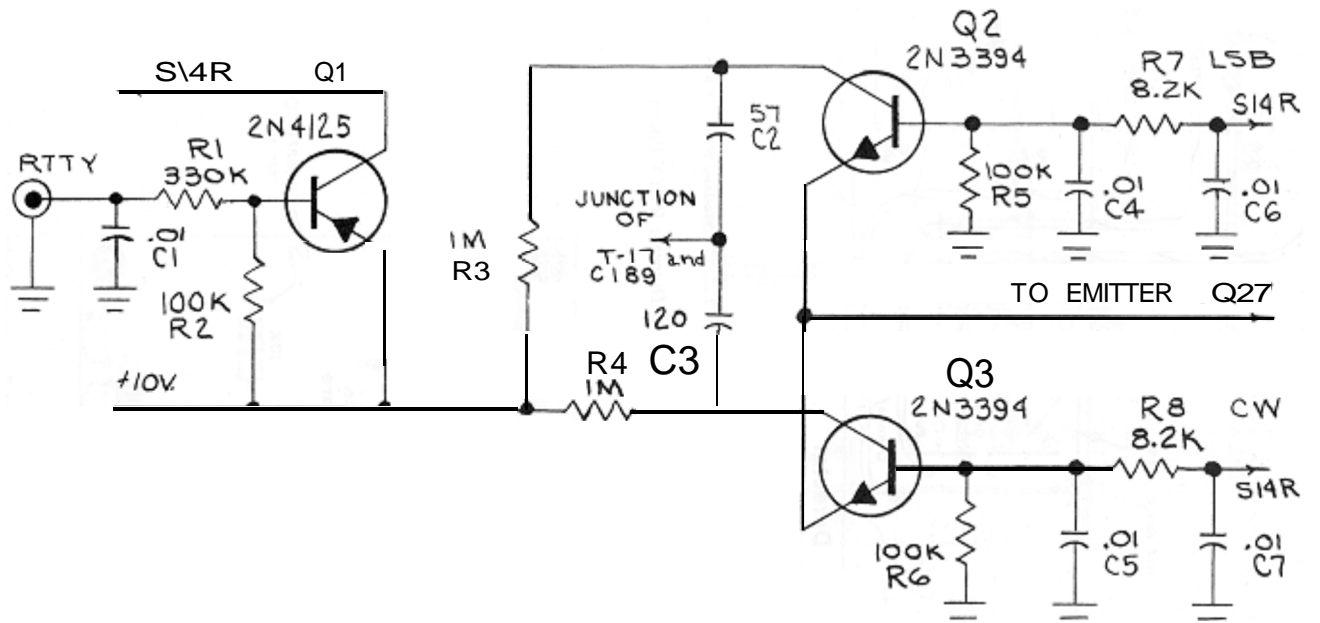 S\4R
Q1
2N4125
RTTY
R1
330K
.01
C1
100K
R2
+10V.
1M
R3
57
C2
JUNCTION
OF
T-17 and
C189
120
C3
R4
1M
Q2
2N3394
R7
8.2K
LSB
S14R
100K
R5
.01
C4
.01
C6
TO EMITTER Q27
Q3
2N3394
R8
8.2K
CW
S14R
100K
R6
.01
C5
.01
C7